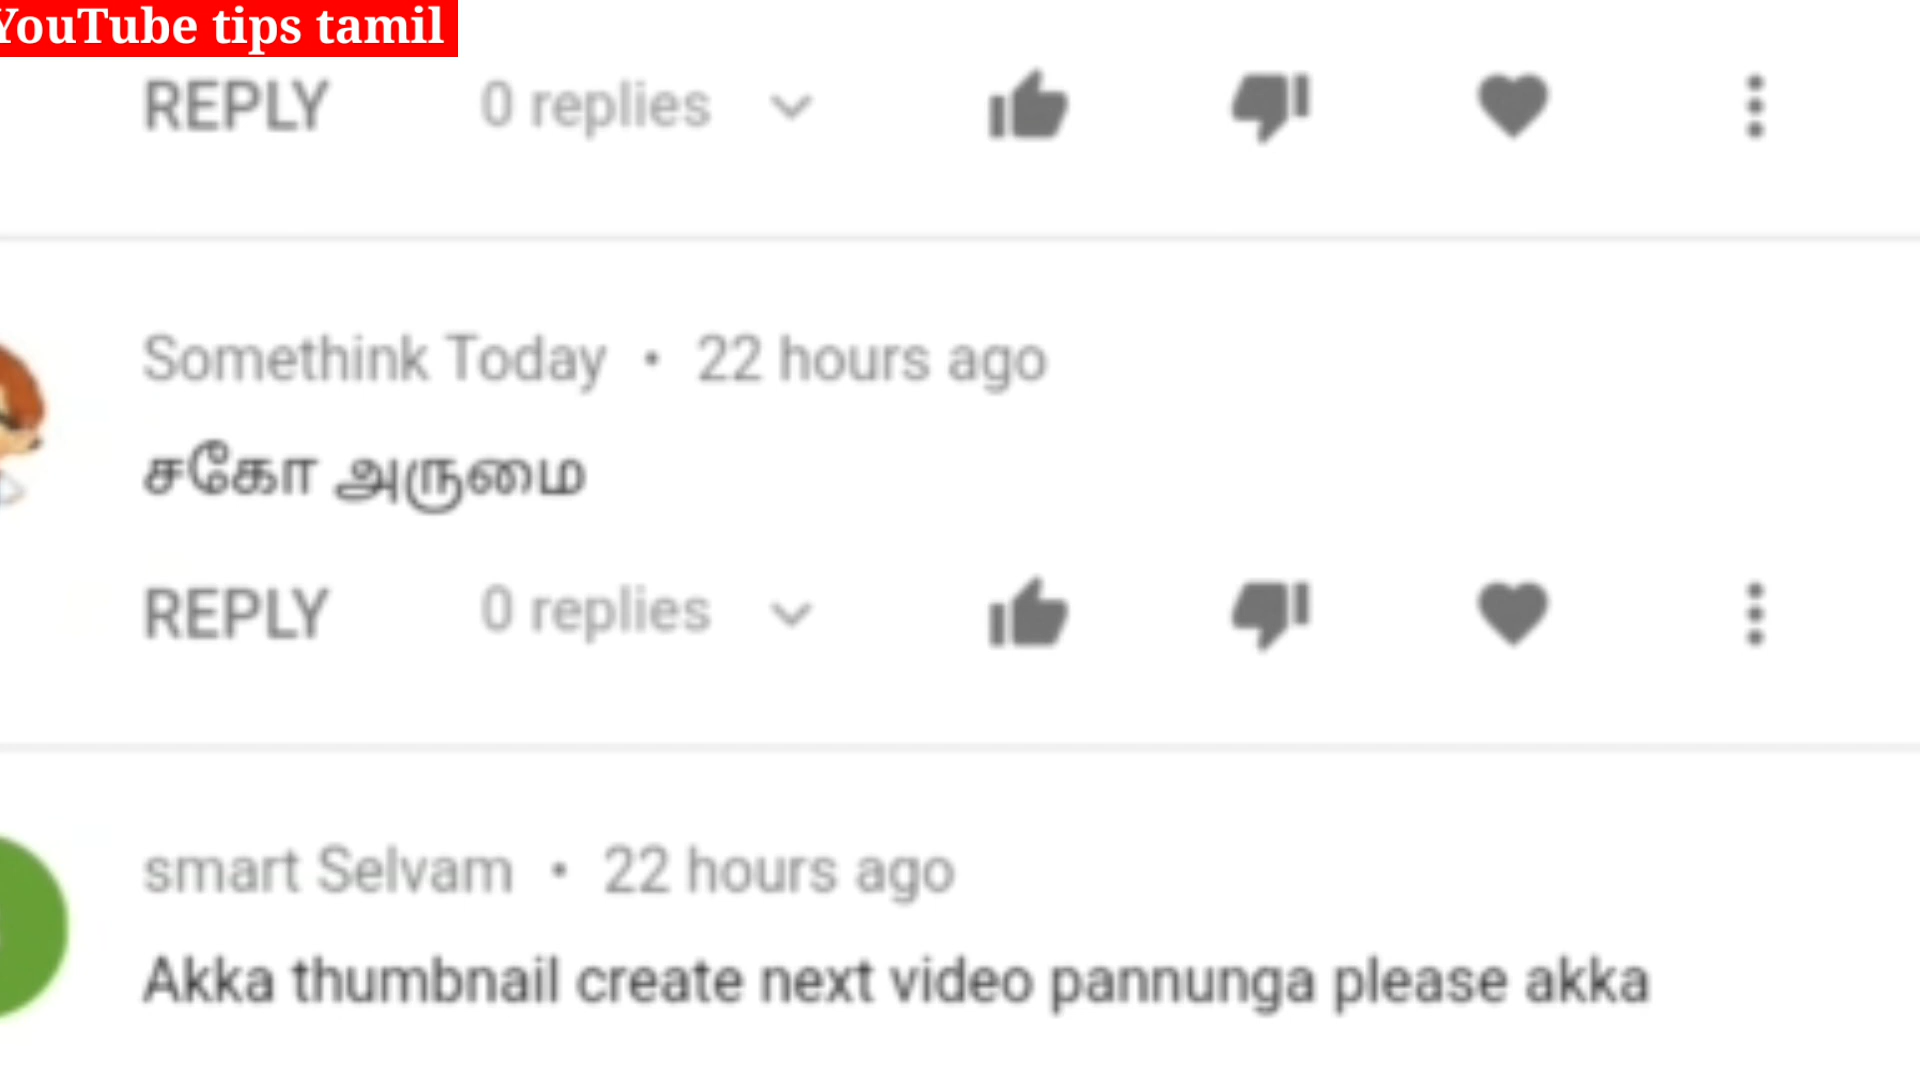 YouTube tips tamil
REPLY 0 replies
Somethink Today • 22 hours ago
சகோ அருமை
REPLY 0 replies
smart Selvam • 22 hours ago
Akka thumbnail create next video pannunga please akka